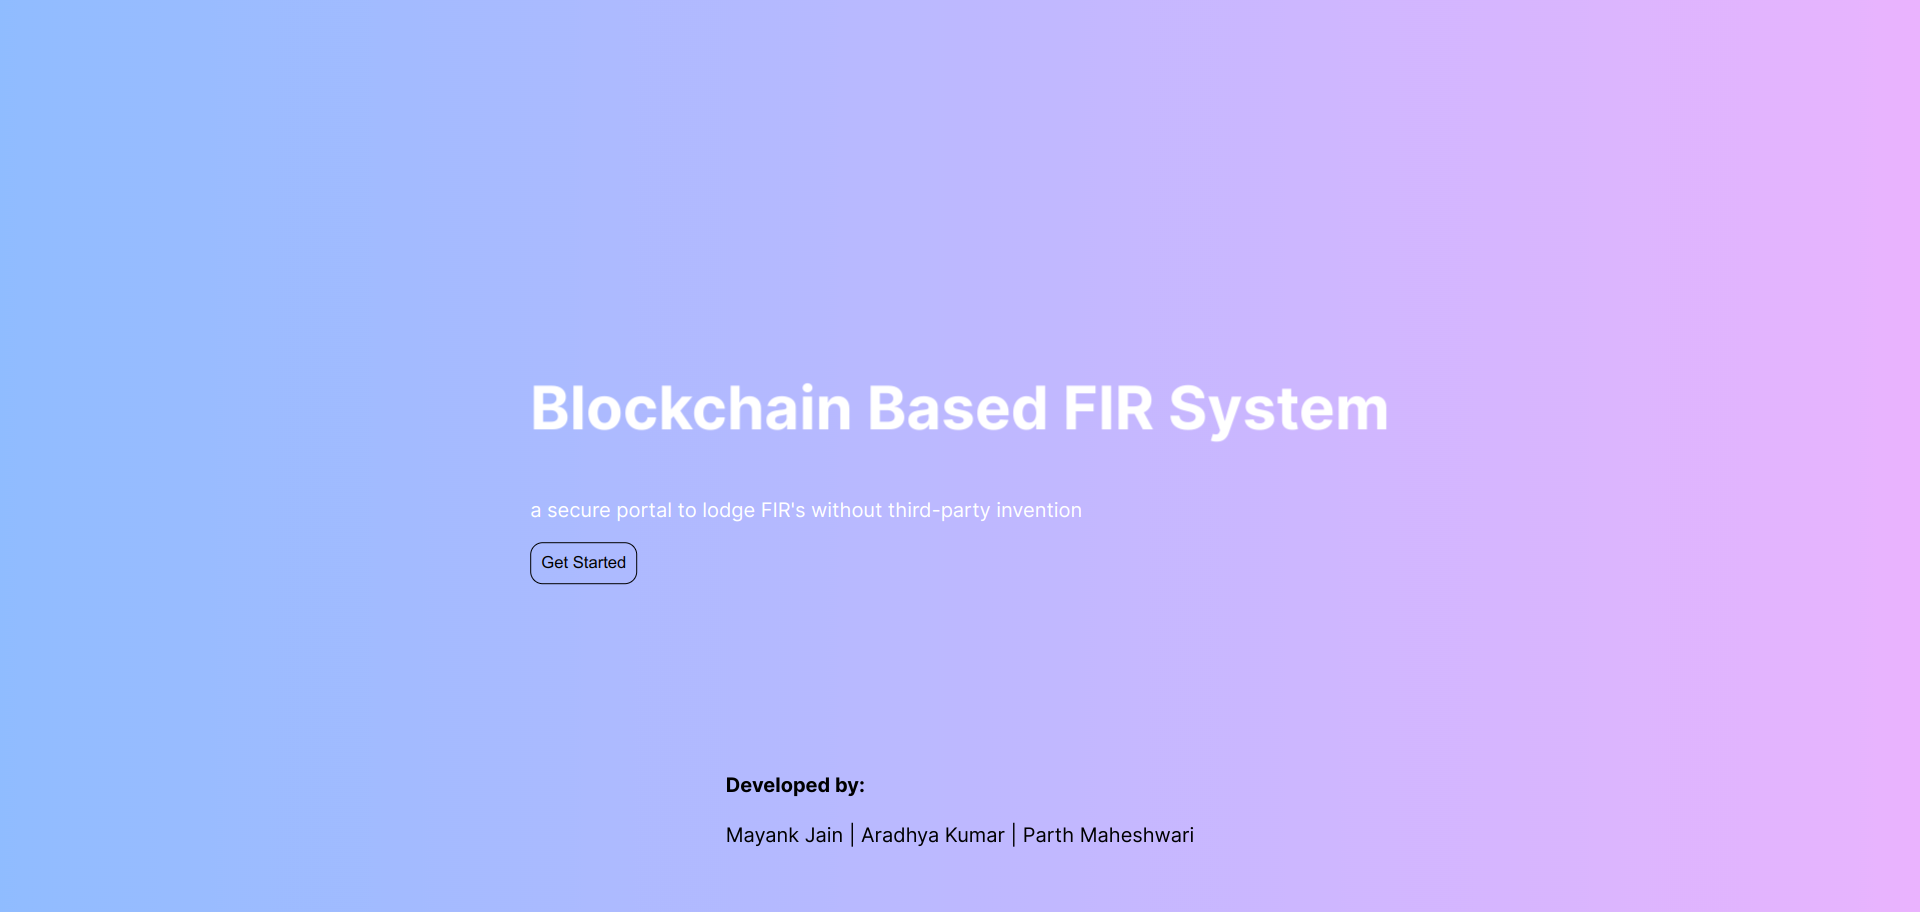 Blockchain Based FIR System
a secure portal to lodge FIR's without third-party invention
Get Started
Developed by:
Mayank Jain | Aradhya Kumar | Parth Maheshwari